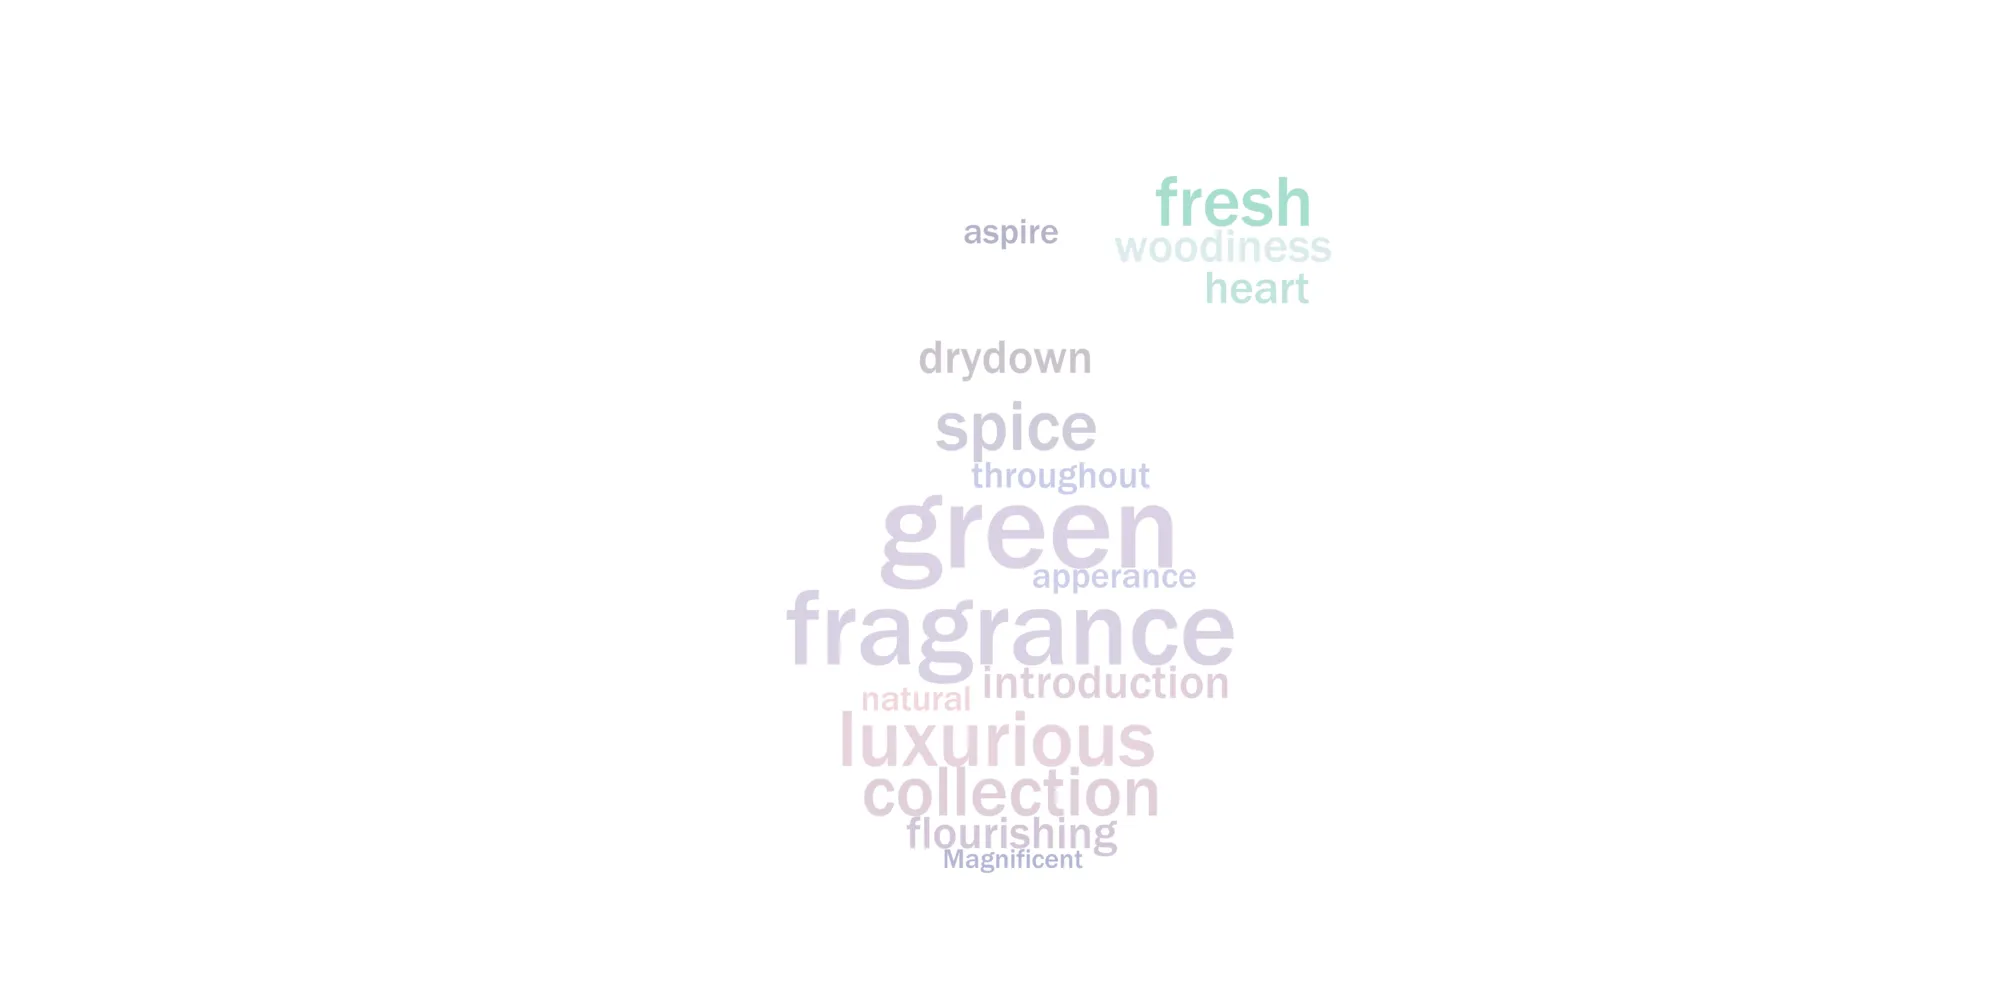 fresh
aspire
woodiness
heart
drydown
spice
throughout
green
apperance
fragrance
introduction
natural
luxurious
collection
flourishing
Magnificent